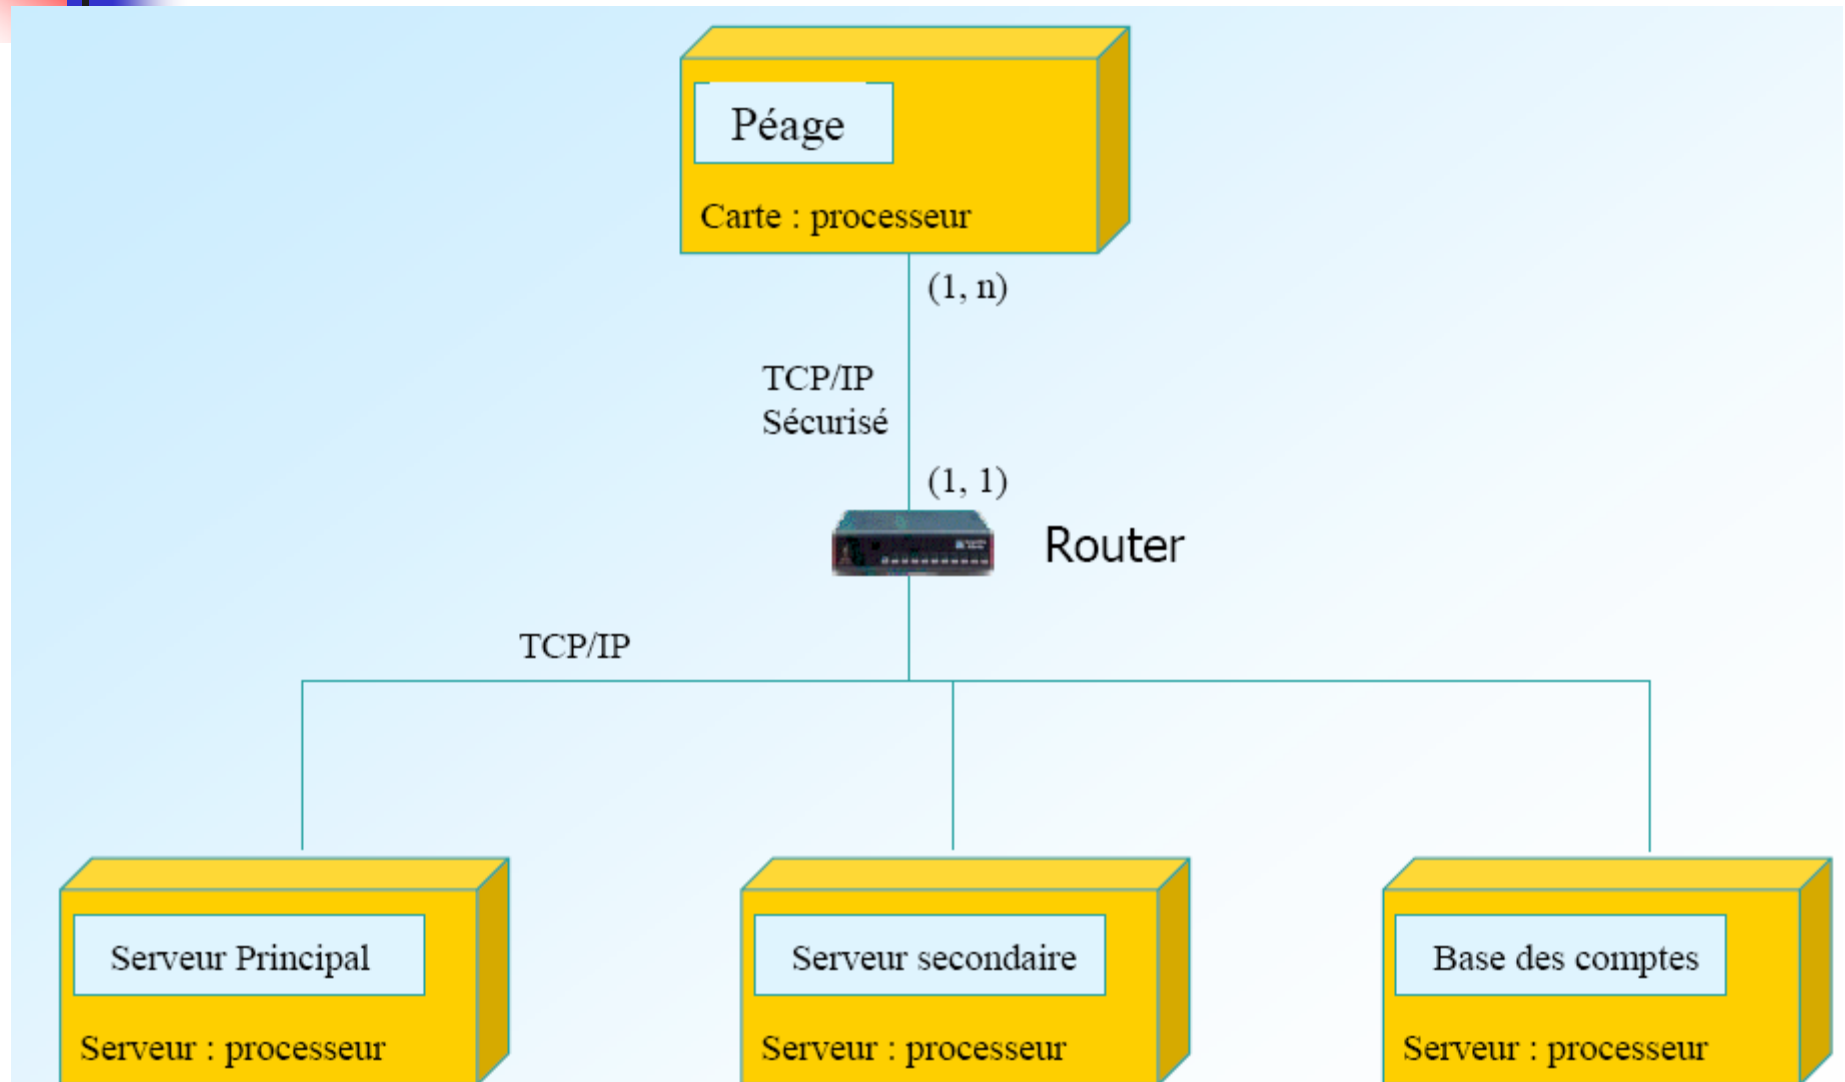 Péage
Carte : processeur
(1, n)
TCP/IP
Sécurisé
(1, 1)
Router
TCP/IP
Serveur Principal
Serveur : processeur
Serveur secondaire
Serveur : processeur
Base des comptes
Serveur : processeur